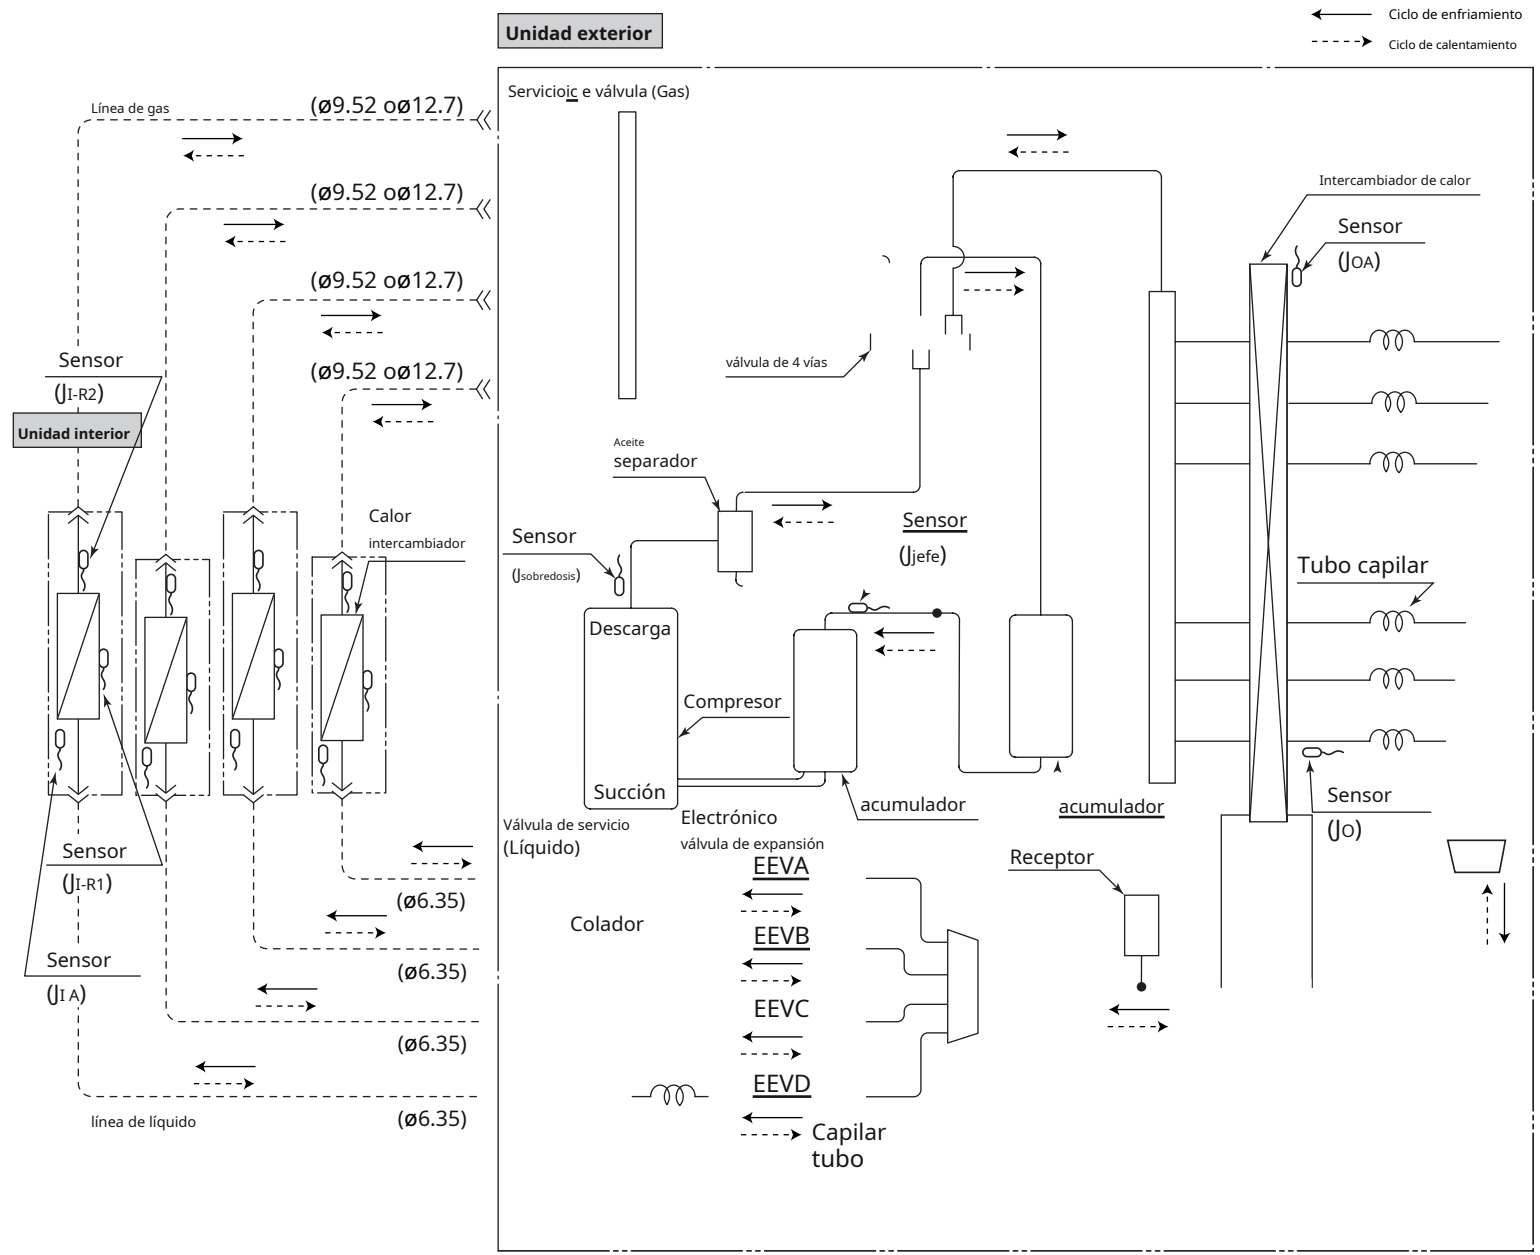 Unidad exterior
Ciclo de enfriamiento
Ciclo de calentamiento
Servicioic e válvula (Gas)
Línea de gas
(ø9.52 oø12.7)
(ø9.52 oø12.7)
(ø9.52 oø12.7)
(ø9.52 oø12.7)
Intercambiador de calor
Sensor
(JOA)
válvula de 4 vías
Sensor
(JI-R2)
Unidad interior
Aceite
separador
Calor
intercambiador
Sensor
(Jsobredosis)
Sensor
(Jjefe)
Tubo capilar
Descarga
Compresor
Succión
acumulador
acumulador
Sensor
(JO)
Válvula de servicio
(Líquido)
Electrónico
válvula de expansión
EEVA
Receptor
Sensor
(JI-R1)
(ø6.35)
Colador
EEVB
Sensor
(JI A)
(ø6.35)
EEVC
(ø6.35)
EEVD
línea de líquido
(ø6.35)
Capilar
tubo